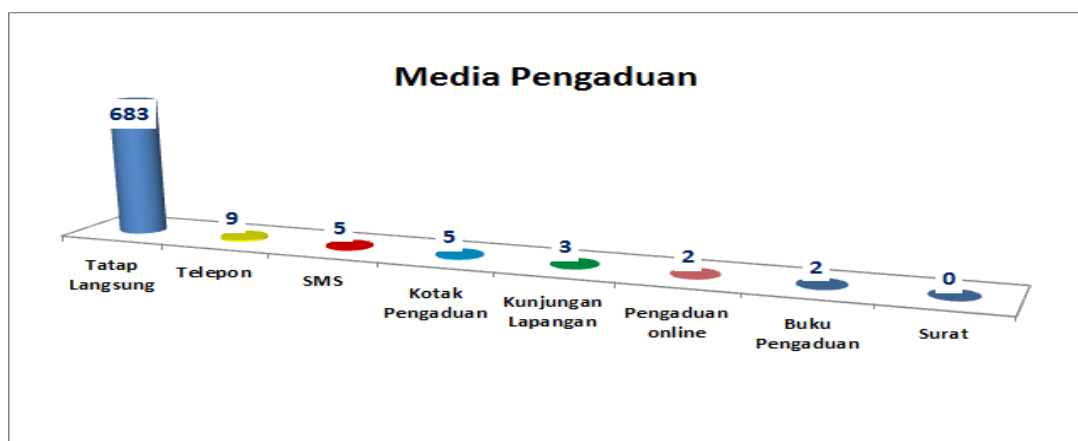 Media Pengaduan
683
9
5
5
3
2
2
0
Tatap
Langsung
Telepon
SMS
Kotak
Pengaduan
Kunjungan
Lapangan
Pengaduan
online
Buku
Pengaduan
Surat